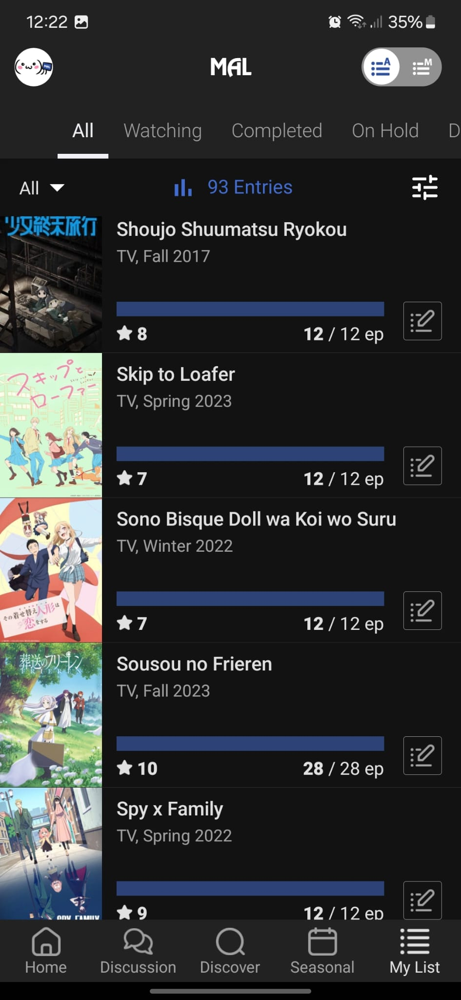 12:22
35%
MAL
MAL
A
M
All
Watching
Completed
On Hold
D
All
93 Entries
少女終末旅行
Shoujo Shuumatsu Ryokou
TV, Fall 2017
8
12 / 12 ep
スキップと
ローファー
Skip and Loafer
Skip to Loafer
TV, Spring 2023
7
12 / 12 ep
その着せ替え人形は
恋をする
Sono Bisque Doll wa Koi wo Suru
TV, Winter 2022
7
12 / 12 ep
葬送のフリーレン
FRIEREN
Sousou no Frieren
TV, Fall 2023
10
28 / 28 ep
SPY FAMILY
Spy x Family
TV, Spring 2022
9
12 / 12 ep
Home
Discussion
Discover
Seasonal
My List